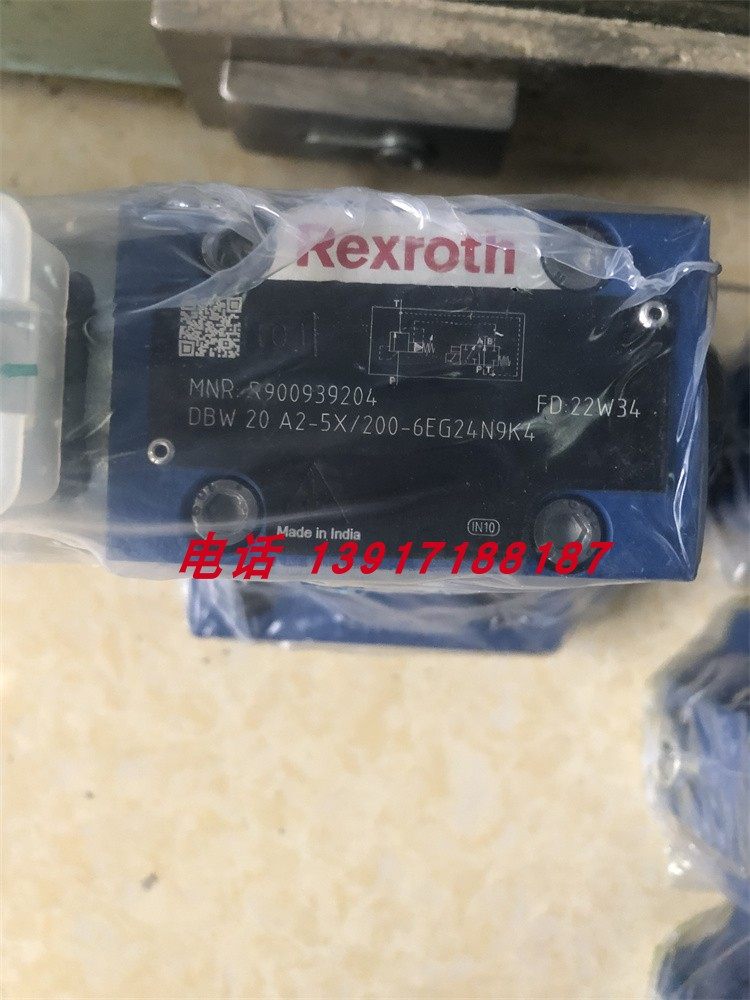 Rexroth
T
A B
P T
P
MNR: R900939204
FD:22W34
DBW 20 A2-5X/200-6EG24N9K4
Made in India
IN10
电话 13917188187